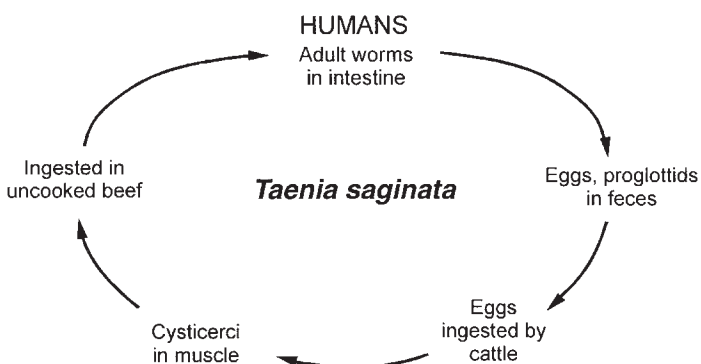 HUMANS
Adult worms
in intestine
Eggs, proglottids
in feces
Eggs
ingested by
cattle
Cysticerci
in muscle
Ingested in
uncooked beef
Taenia saginata